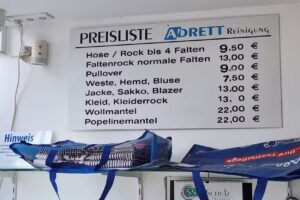 PREISLISTE ADRETT Reinigung
Hose / Rock bis 4 Falten 9.50 €
Faltenrock normale Falten 13,00 €
Pullover 9.00 €
Weste, Hemd, Bluse 7.50 €
Jacke, Sakko, Blazer 13.00 €
Kleid, Kleiderrock 13, 0 €
Wollmantel 22.00 €
Popelinemantel 22,00 €
Hinweis